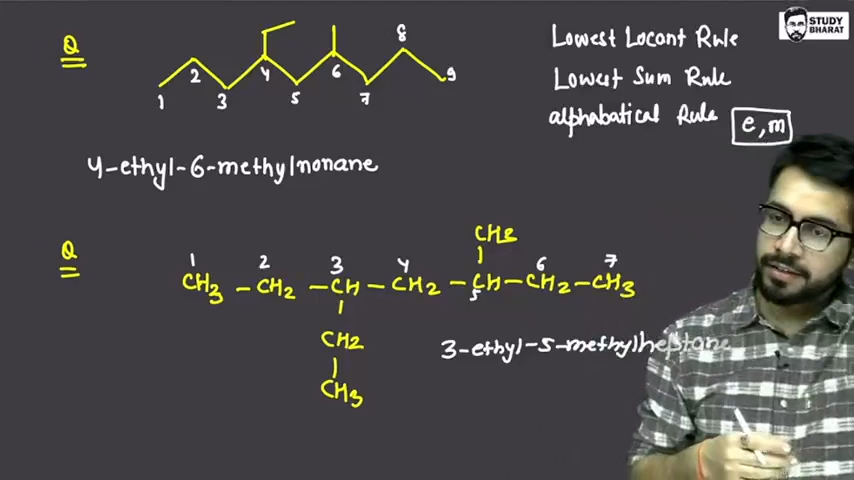 Q
1 2 3 4 5 6 7 8 9
Lowest Locant Rule
Lowest Sum Rule
alphabatical Rule e,m
4-ethyl-6-methylnonane
Q
CH2
1 2 3 4 5 6 7
CH3 - CH2 - CH - CH2 - CH - CH2 - CH3
CH2
CH3
3-ethyl-5-methylheptane
STUDY
BHARAT